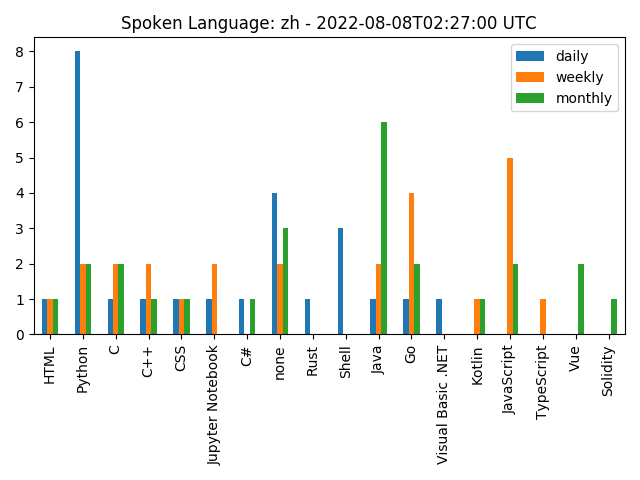 Spoken Language: zh - 2022-08-08T02:27:00 UTC
daily
weekly
monthly
8
7
6
5
4
3
2
1
0
HTML
Python
C
C++
CSS
Jupyter Notebook
C#
none
Rust
Shell
Java
Go
Visual Basic .NET
Kotlin
JavaScript
TypeScript
Vue
Solidity